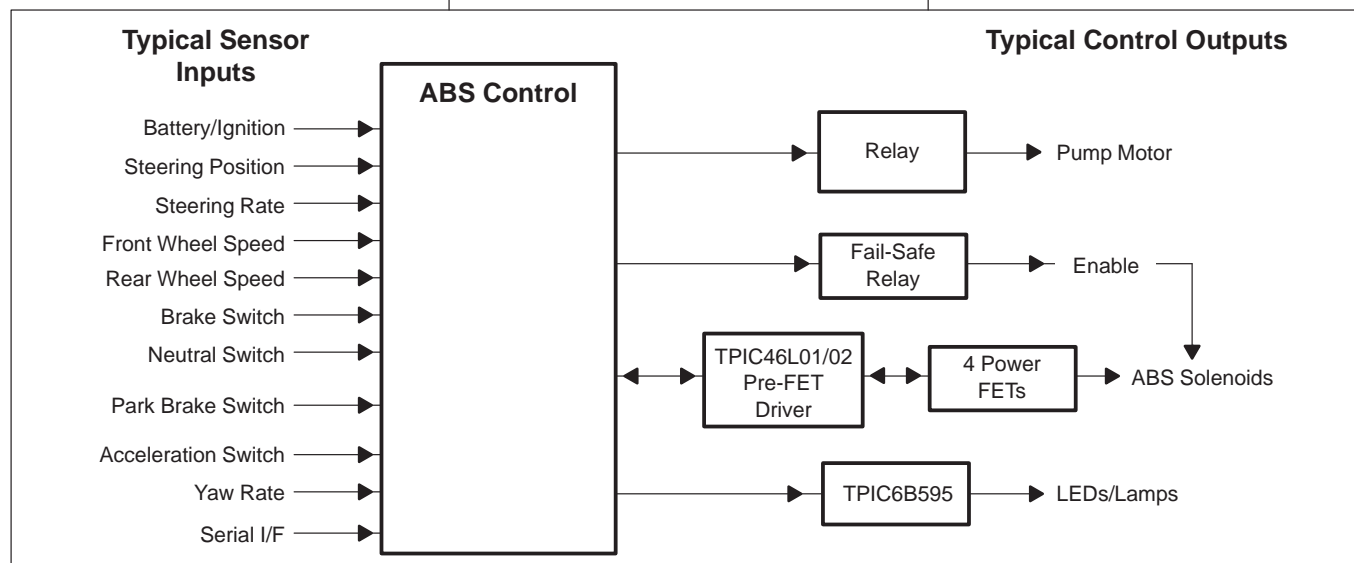 Typical Sensor
Inputs
Typical Control Outputs
ABS Control
Battery/Ignition
Steering Position
Steering Rate
Front Wheel Speed
Rear Wheel Speed
Brake Switch
Neutral Switch
Park Brake Switch
Acceleration Switch
Yaw Rate
Serial I/F
Relay
Pump Motor
Fail-Safe
Relay
Enable
TPIC46L01/02
Pre-FET
Driver
4 Power
FETs
ABS Solenoids
TPIC6B595
LEDs/Lamps